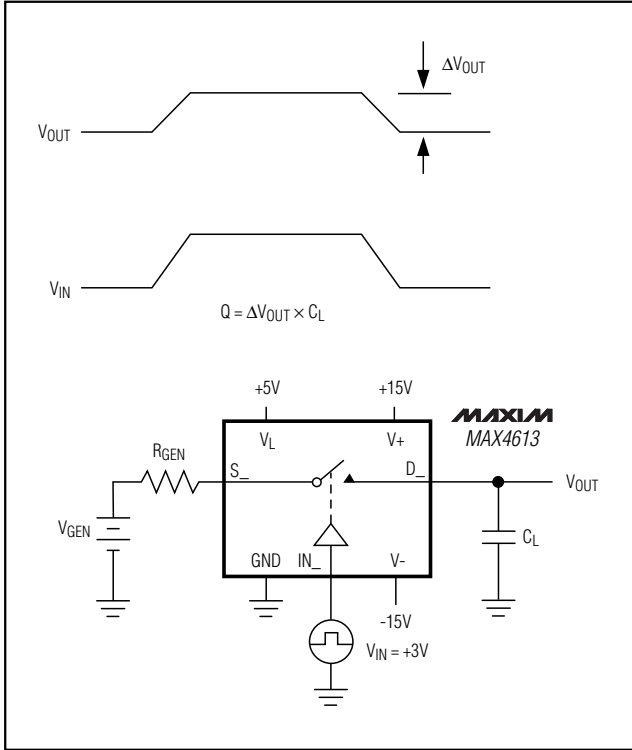 ΔVOUT
VOUT
VIN
Q = ΔVOUT × CL
+5V +15V
MAXIM
MAX4613
VL V+
RGEN
S_ D_
VOUT
VGEN
CL
GND IN_ V-
-15V
VIN = +3V